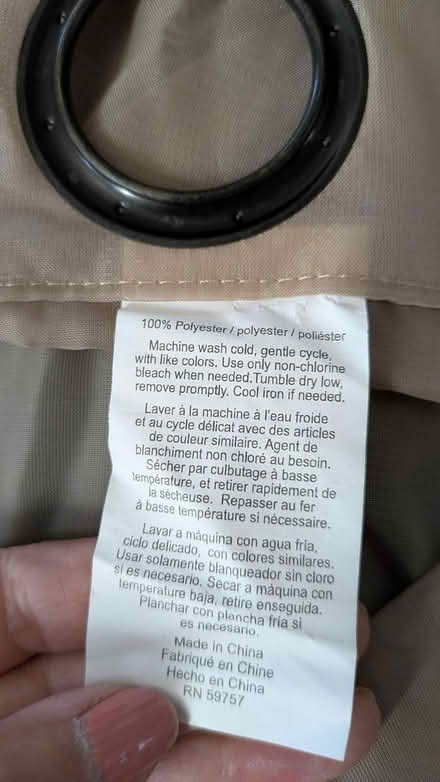 100% Polyester / polyester / poliéster
Machine wash cold, gentle cycle,
with like colors. Use only non-chlorine
bleach when needed.Tumble dry low,
remove promptly. Cool iron if needed.
Laver à la machine à l'eau froide
et au cycle délicat avec des articles
de couleur similaire. Agent de
blanchiment non chloré au besoin.
Sécher par culbutage à basse
température, et retirer rapidement de
la sécheuse. Repasser au fer
à basse température si nécessaire.
Lavar a máquina con agua fría,
ciclo delicado, con colores similares.
Usar solamente blanqueador sin cloro
si es necesario. Secar a máquina con
temperatura baja, retire enseguida.
Planchar con plancha fría si
es necesario.
Made in China
Fabriqué en Chine
Hecho en China
RN 59757